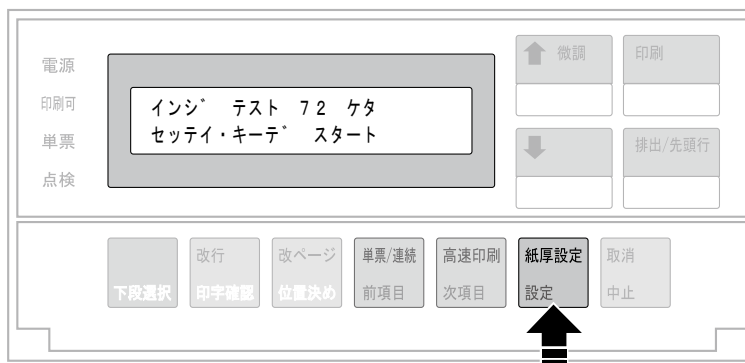 電源
印刷可
単票
点検
インシ゛ テスト 72 ケタ
セッテイ・キーテ゛ スタート
微調
印刷
排出/先頭行
下段選択
改行
印字確認
改ページ
位置決め
単票/連続
前項目
高速印刷
次項目
紙厚設定
設定
取消
中止